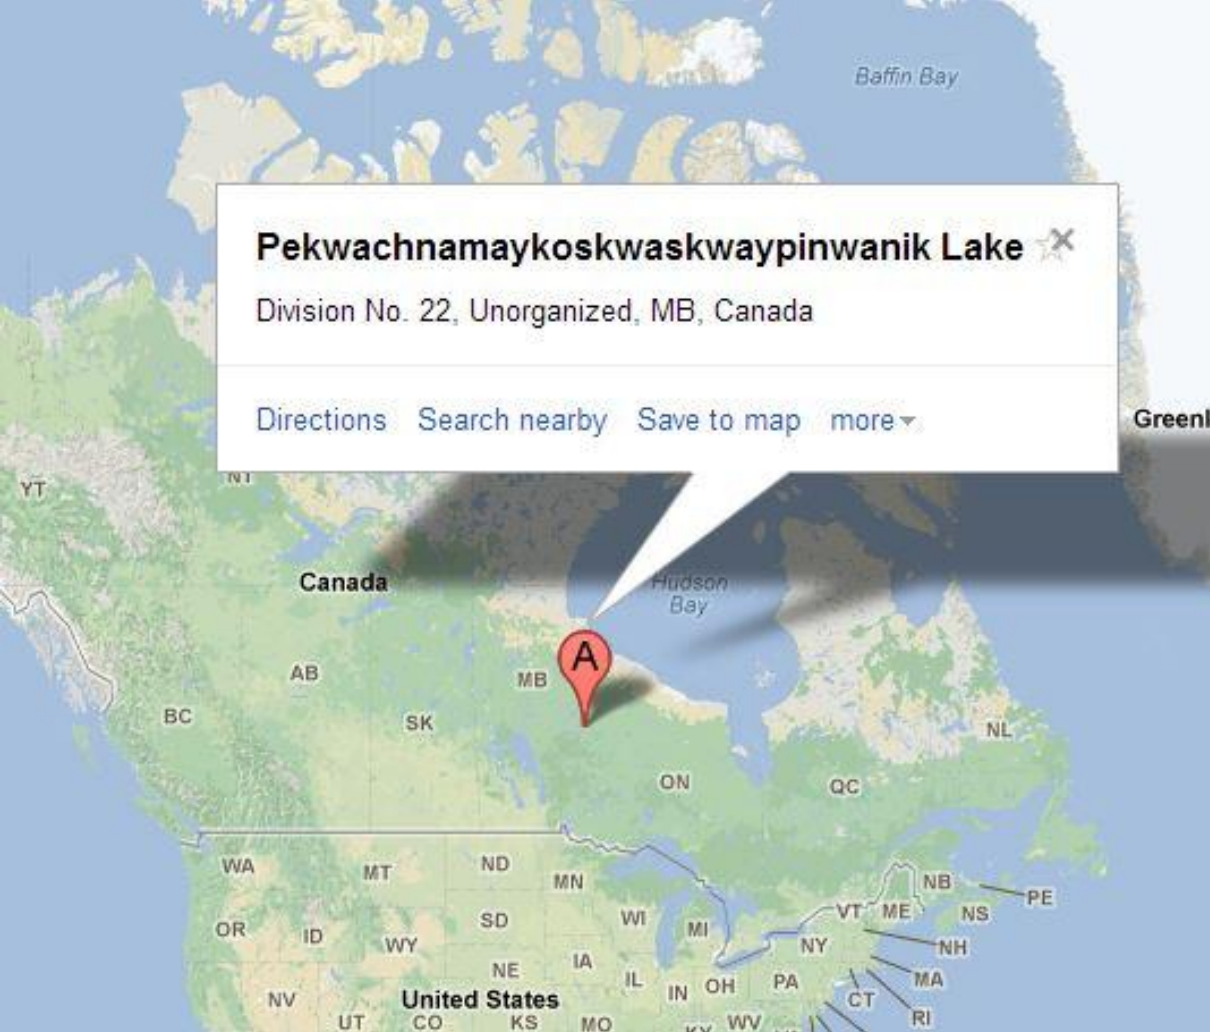 Baffin Bay
Pekwachnamaykoskwaskwaypinwanik Lake
Division No. 22, Unorganized, MB, Canada
Directions Search nearby Save to map more
Greenl
YT
NT
Canada
Hudson
Bay
A
AB
MB
BC
SK
NL
ON
QC
WA
MT
ND
MN
NB
PE
OR
ID
SD
WI
MI
VT
ME
NS
WY
NY
NH
NE
IA
IL
IN
OH
PA
MA
NV
United States
CT
UT
CO
KS
MO
KY
WV
RI